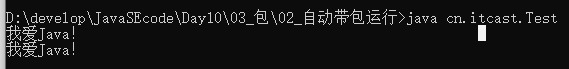 D:\develop\JavaSEcode\Day10\03_包\02_自动带包运行>java cn.itcast.Test
我爱Java!
我爱Java!